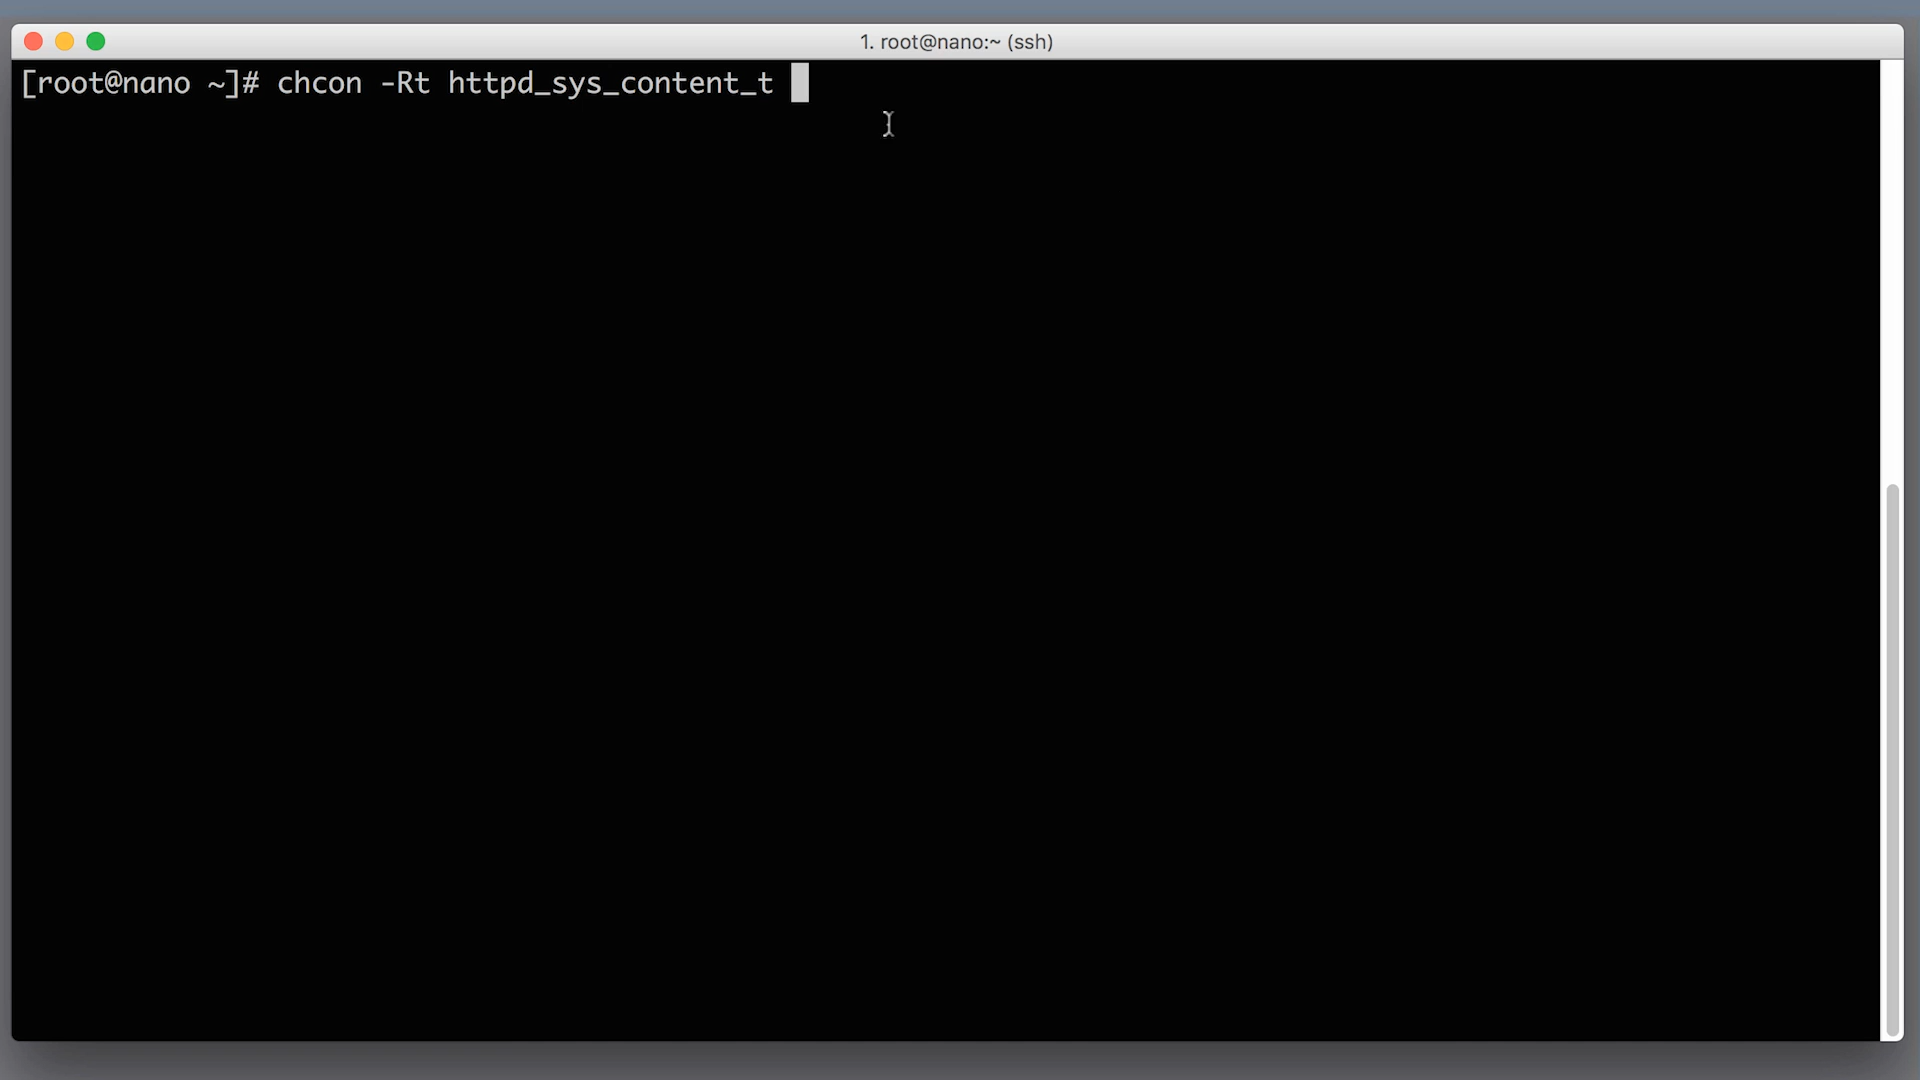 1. root@nano:~ (ssh)
[root@nano ~]# chcon -Rt httpd_sys_content_t